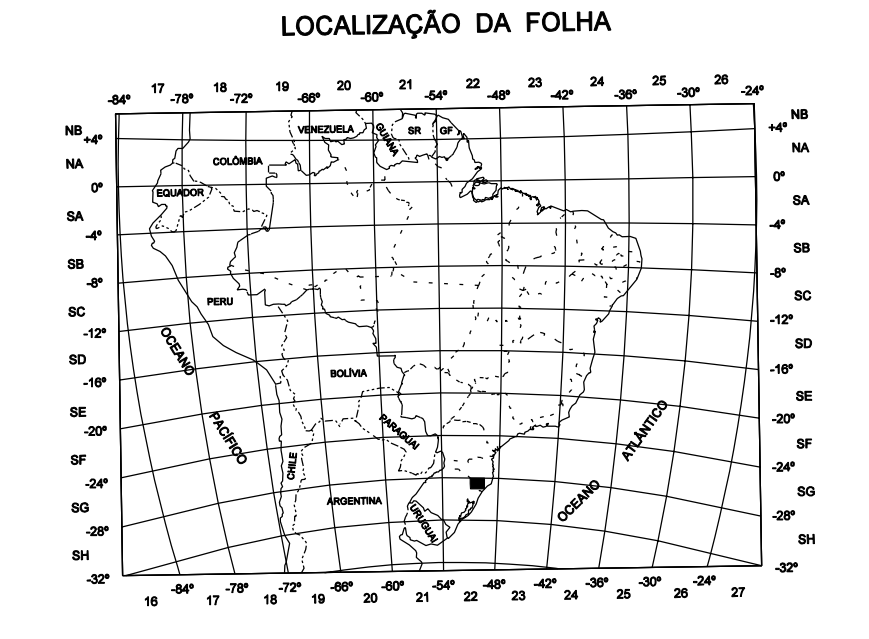 LOCALIZAÇÃO DA FOLHA
17 18 19 20 21 22 23 24 25 26
-84° -78° -72° -66° -60° -54° -48° -42° -36° -30° -24°
NB NB
+4° +4°
VENEZUELA GUIANA SR GF
NA NA
COLÔMBIA
0° 0°
EQUADOR
SA SA
-4° -4°
SB SB
-8° -8°
PERU
SC SC
-12° -12°
OCEANO
SD SD
-16° -16°
BOLÍVIA
SE SE
-20° -20°
PACÍFICO
PARAGUAI
ATLÂNTICO
SF SF
-24° -24°
CHILE
SG SG
ARGENTINA
OCEANO
-28° -28°
URUGUAI
SH SH
-32° -32°
-84° -78° -72° -66° -60° -54° -48° -42° -36° -30° -24°
16 17 18 19 20 21 22 23 24 25 26 27